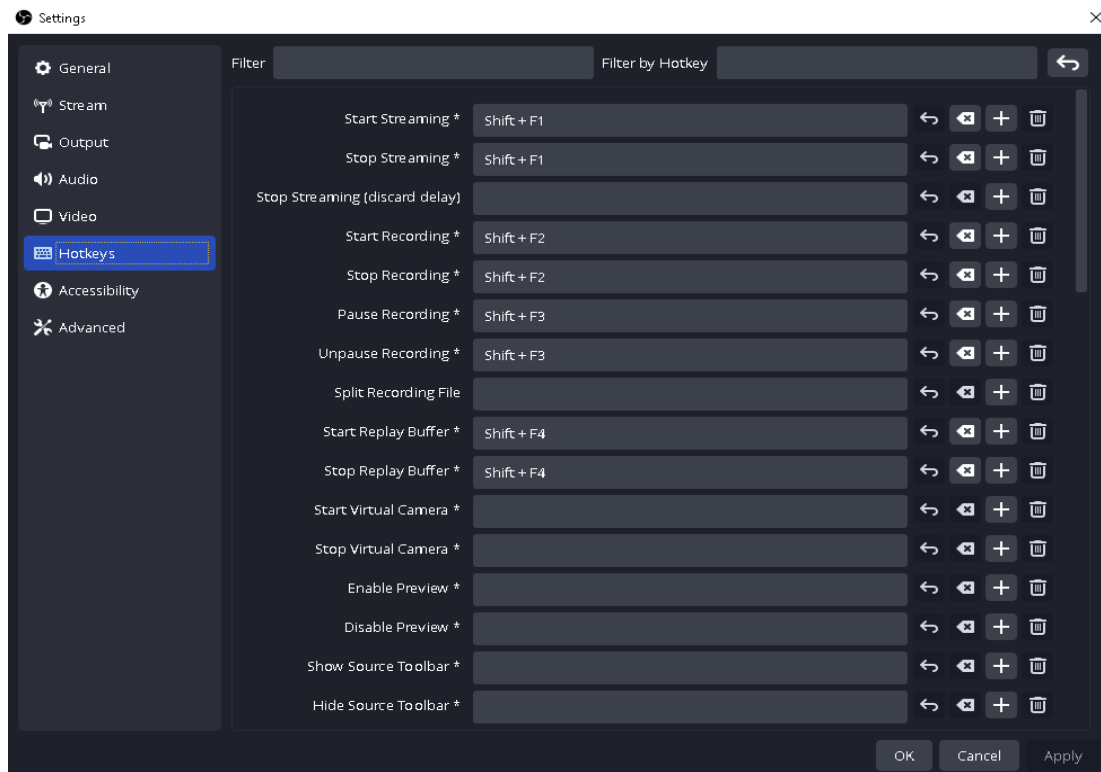 Settings
General
Stream
Output
Audio
Video
Hotkeys
Accessibility
Advanced
Filter
Filter by Hotkey
Start Streaming * Shift + F1
Stop Streaming * Shift + F1
Stop Streaming (discard delay)
Start Recording * Shift + F2
Stop Recording * Shift + F2
Pause Recording * Shift + F3
Unpause Recording * Shift + F3
Split Recording File
Start Replay Buffer * Shift + F4
Stop Replay Buffer * Shift + F4
Start Virtual Camera *
Stop Virtual Camera *
Enable Preview *
Disable Preview *
Show Source Toolbar *
Hide Source Toolbar *
OK Cancel Apply